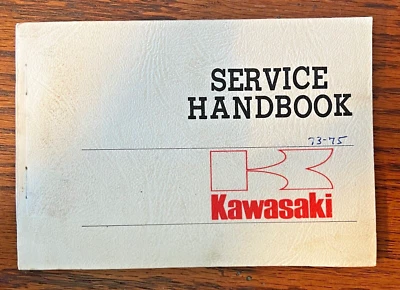 SERVICE
HANDBOOK
73-75
Kawasaki